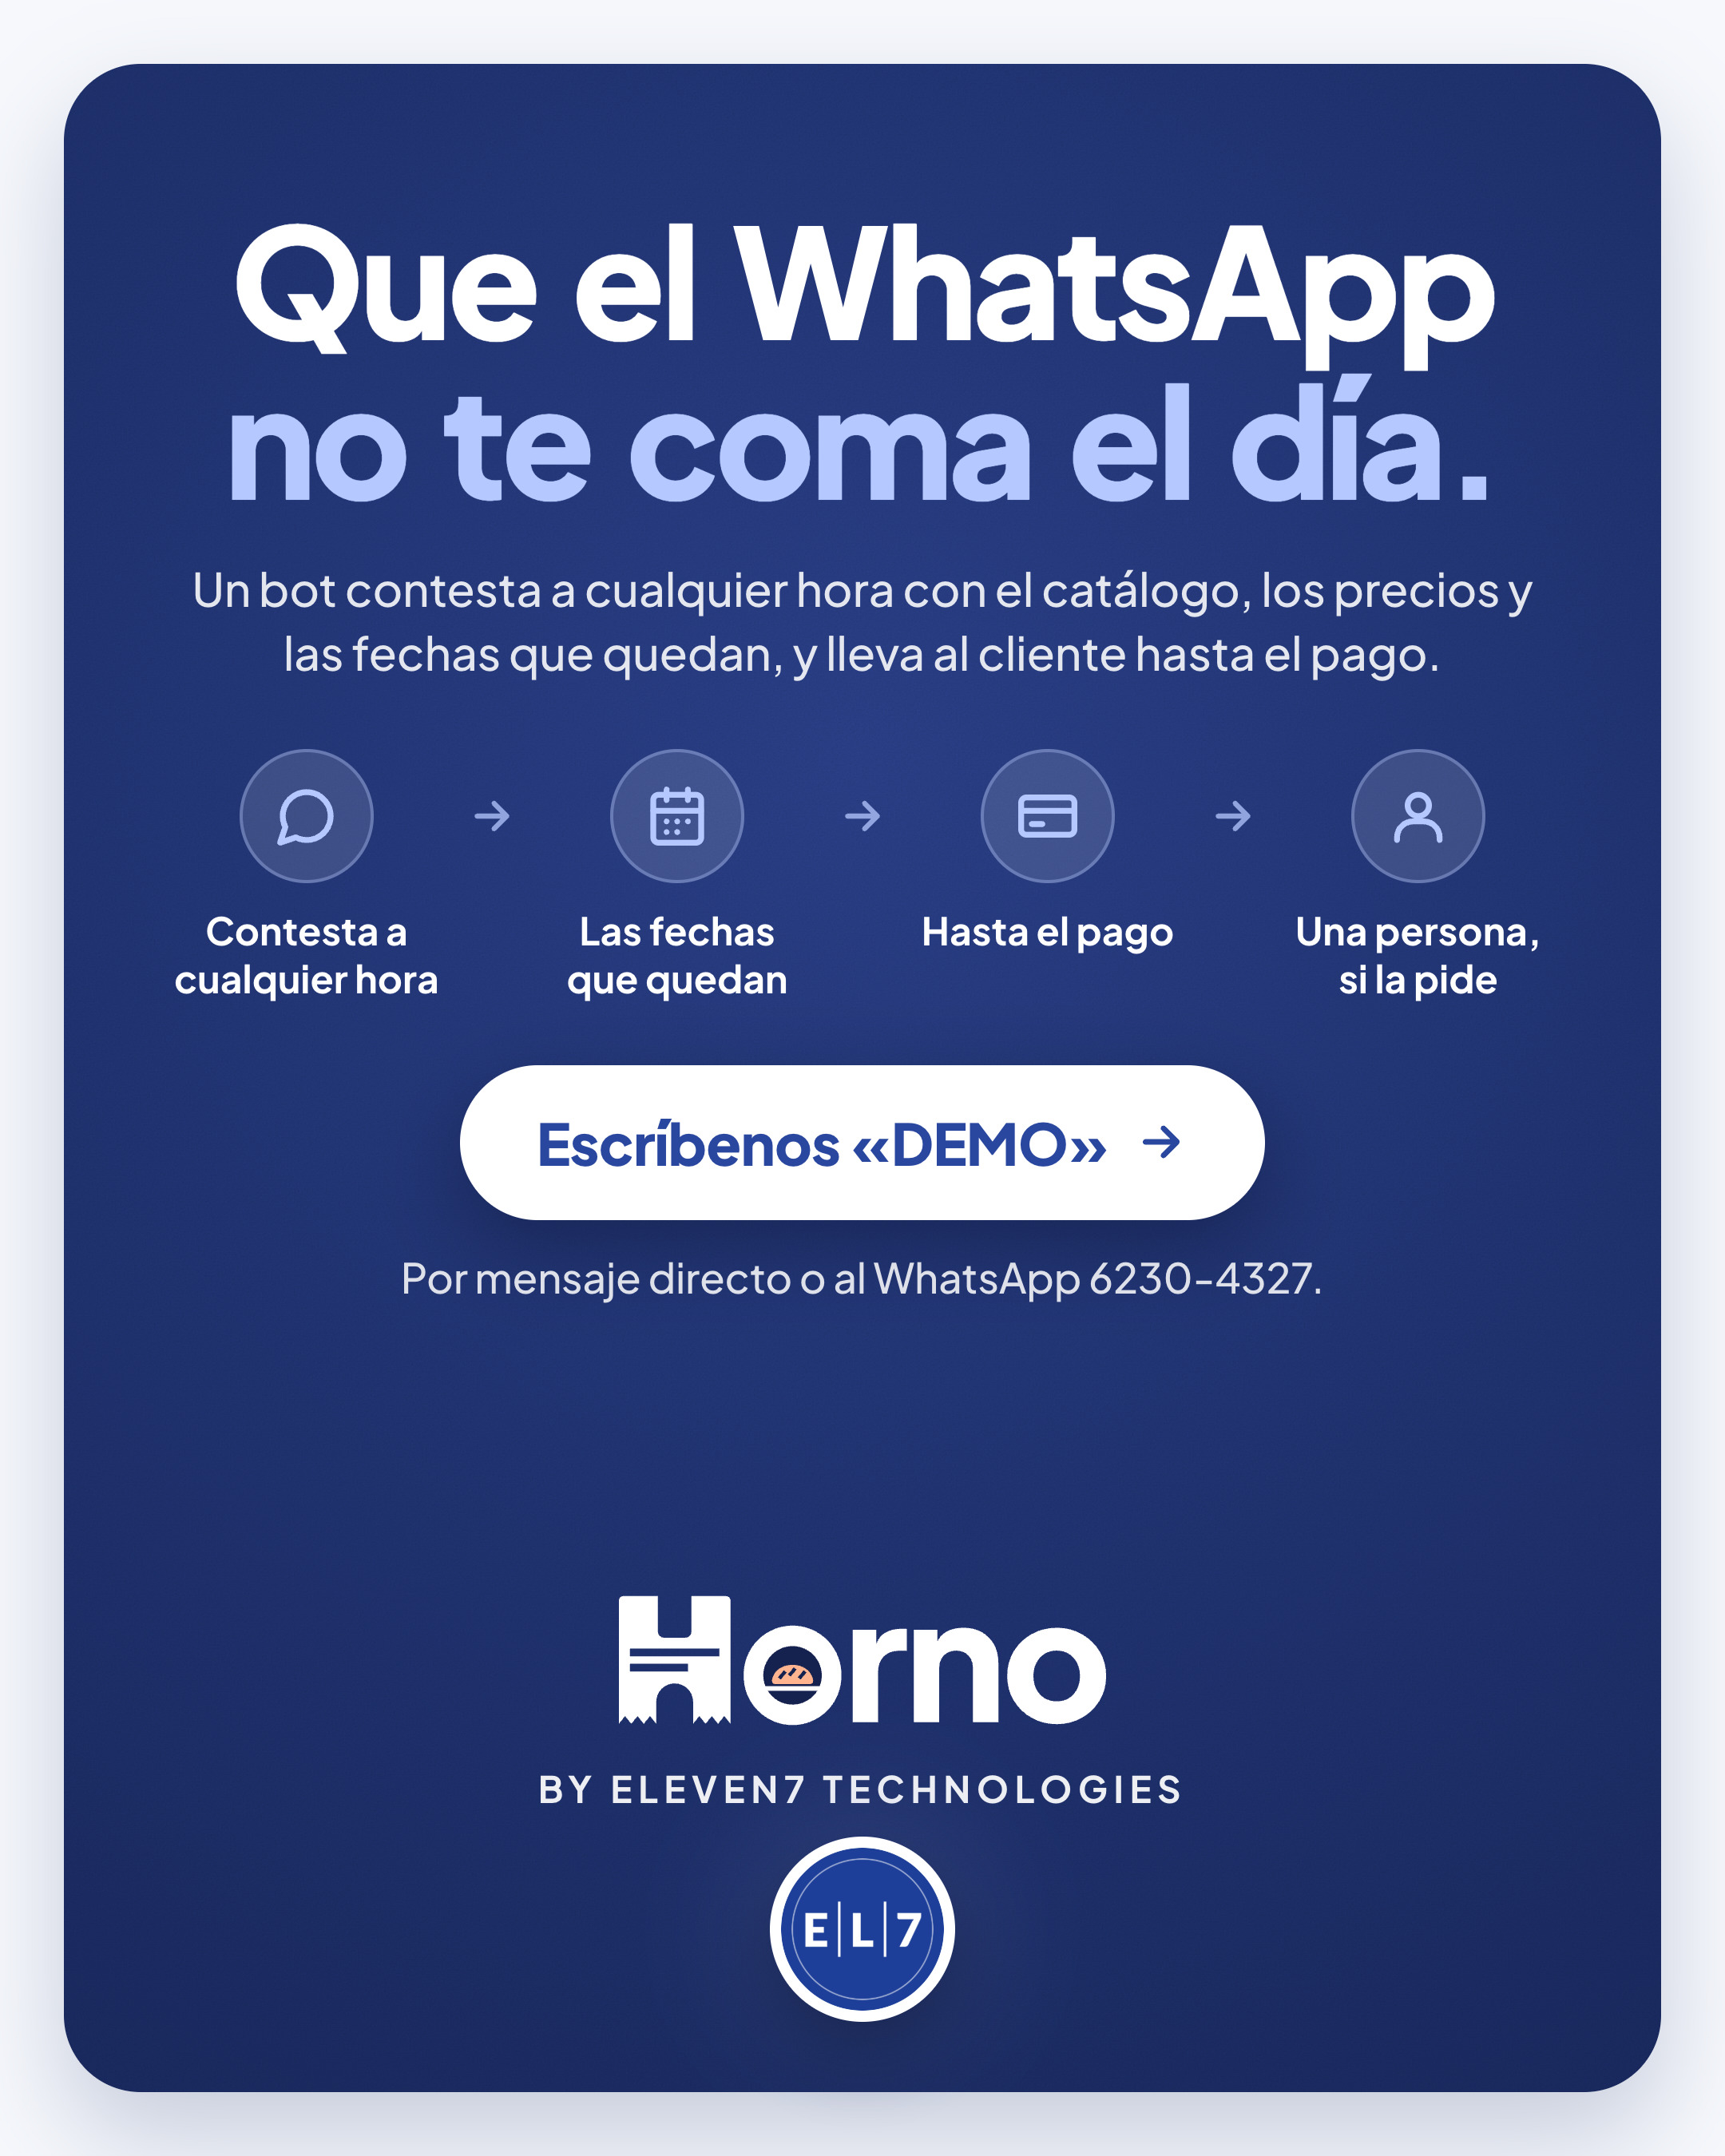 Que el WhatsApp
no te coma el día.
Un bot contesta a cualquier hora con el catálogo, los precios y
las fechas que quedan, y lleva al cliente hasta el pago.
Contesta a
cualquier hora
Las fechas
que quedan
Hasta el pago
Una persona,
si la pide
Escríbenos «DEMO»
Por mensaje directo o al WhatsApp 6230-4327.
Horno
BY ELEVEN7 TECHNOLOGIES
E|L|7